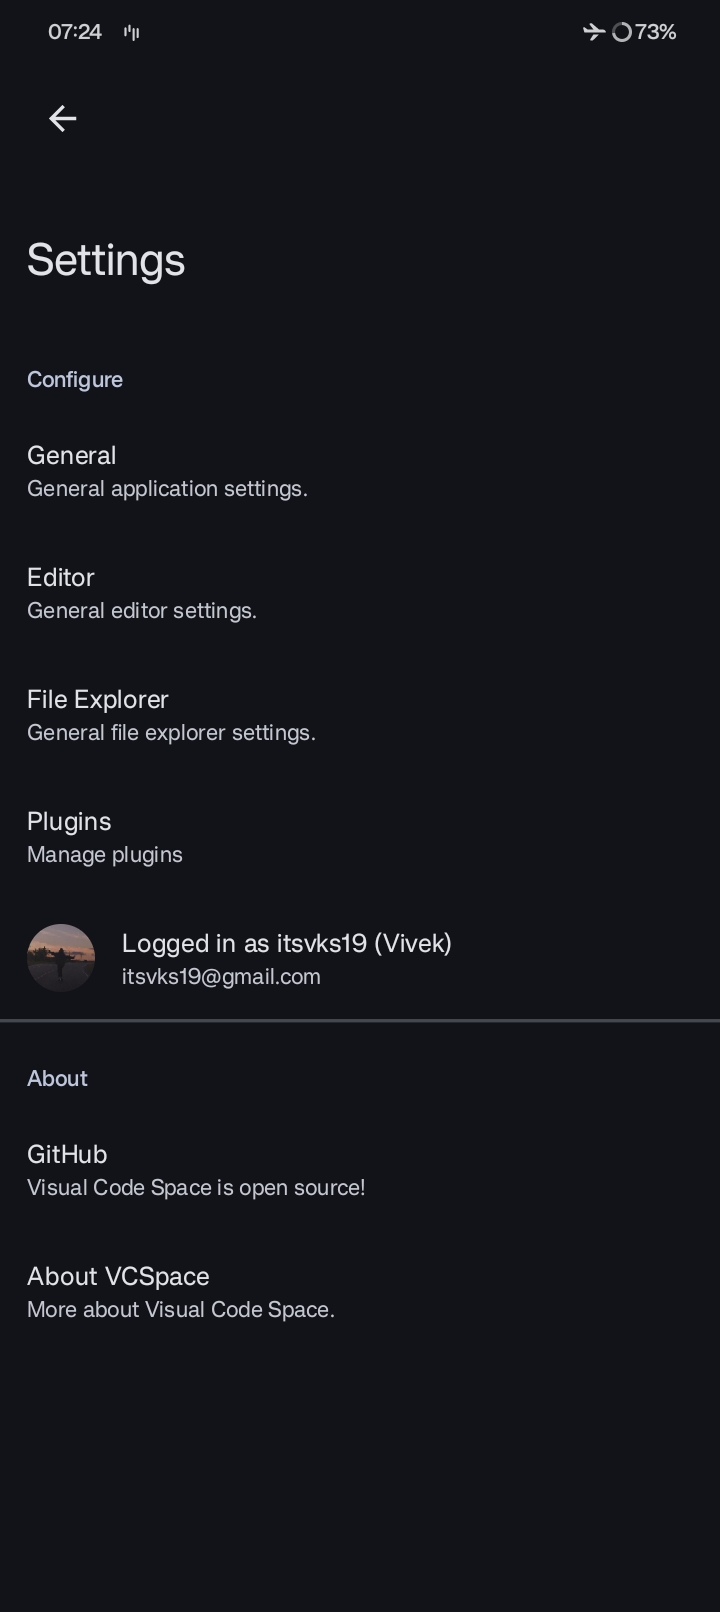 07:24
73%
Settings
Configure
General
General application settings.
Editor
General editor settings.
File Explorer
General file explorer settings.
Plugins
Manage plugins
Logged in as itsvks19 (Vivek)
itsvks19@gmail.com
About
GitHub
Visual Code Space is open source!
About VCSpace
More about Visual Code Space.